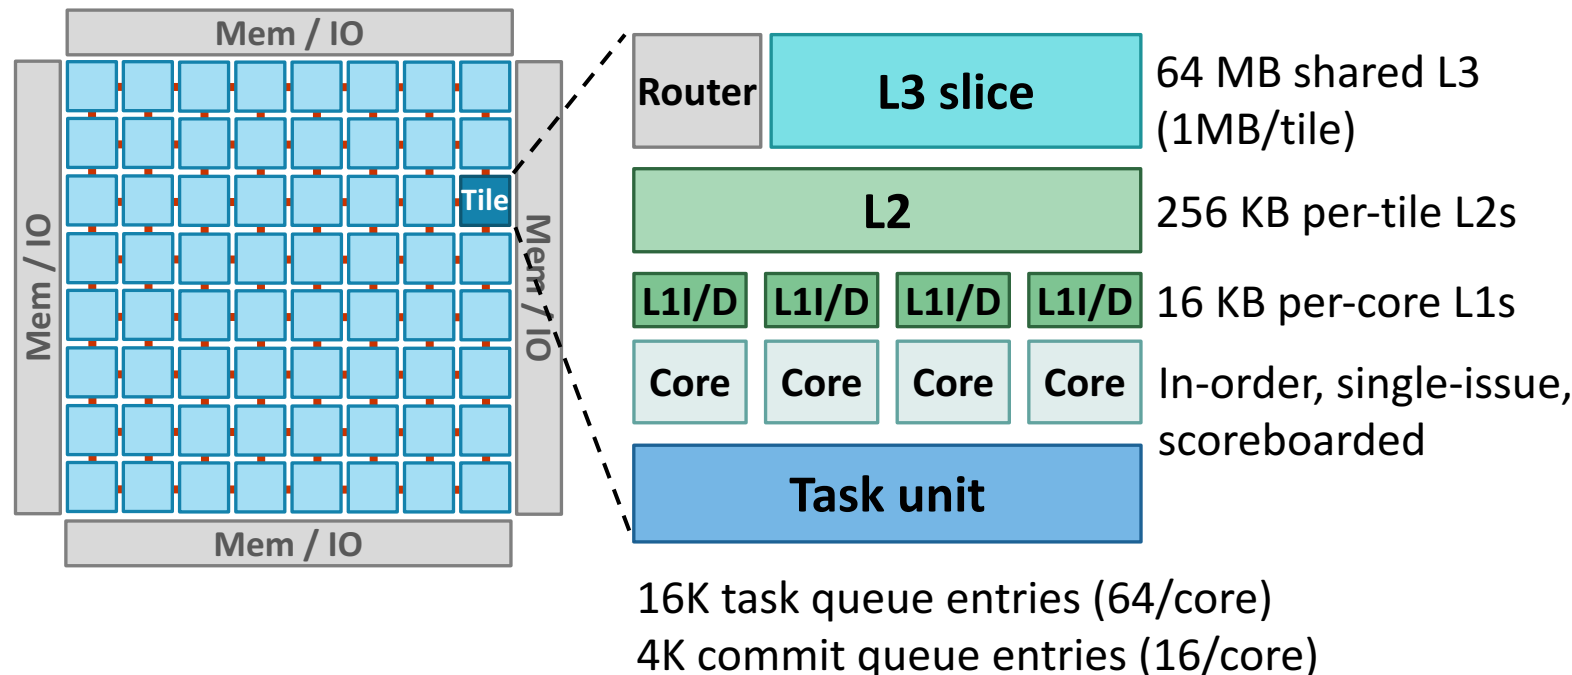 Mem / IO
Mem / IO
Tile
Mem / IO
Mem / IO
Router
L3 slice
64 MB shared L3
(1MB/tile)
L2
256 KB per-tile L2s
L1I/D
L1I/D
L1I/D
L1I/D
16 KB per-core L1s
Core
Core
Core
Core
In-order, single-issue,
scoreboarded
Task unit
16K task queue entries (64/core)
4K commit queue entries (16/core)